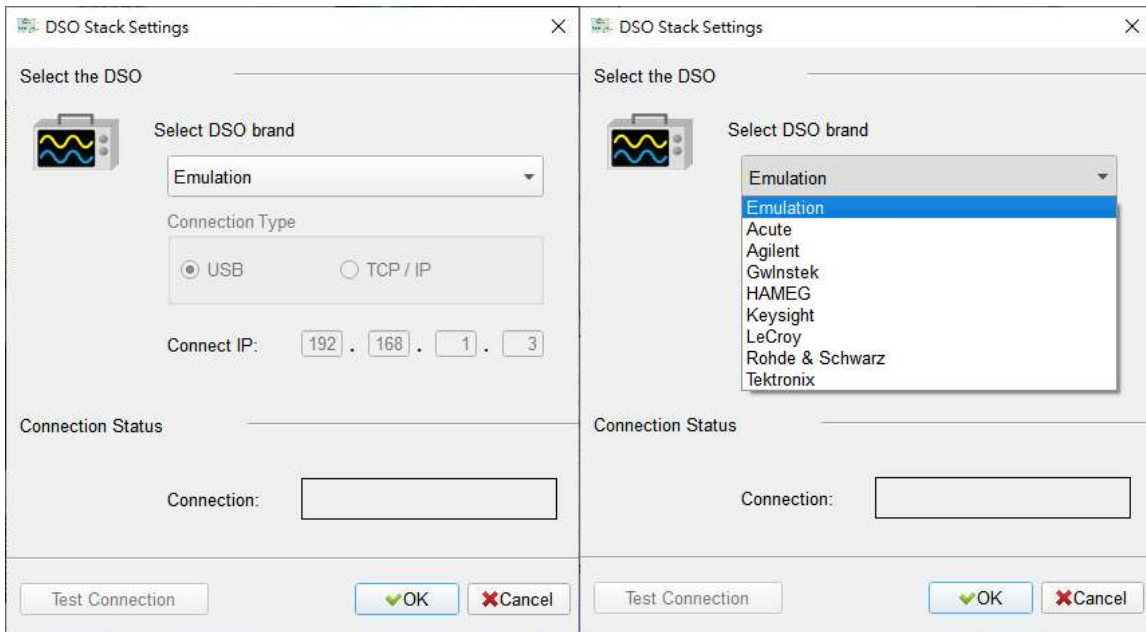 DSO Stack Settings
Select the DSO
Select DSO brand
Emulation
Connection Type
USB
TCP / IP
Connect IP: 192 . 168 . 1 . 3
Connection Status
Connection:
Test Connection
OK
Cancel
DSO Stack Settings
Select the DSO
Select DSO brand
Emulation
Emulation
Acute
Agilent
GwInstek
HAMEG
Keysight
LeCroy
Rohde & Schwarz
Tektronix
Connection Status
Connection:
Test Connection
OK
Cancel